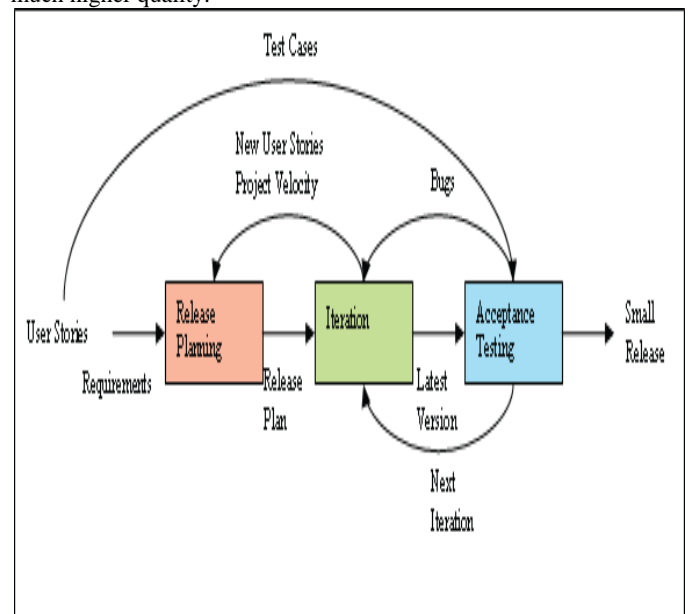 much higher quality.
Test Cases
New User Stories
Project Velocity
Bugs
User Stories
Requirements
Release
Planning
Release
Plan
Iteration
Latest
Version
Acceptance
Testing
Small
Release
Next
Iteration